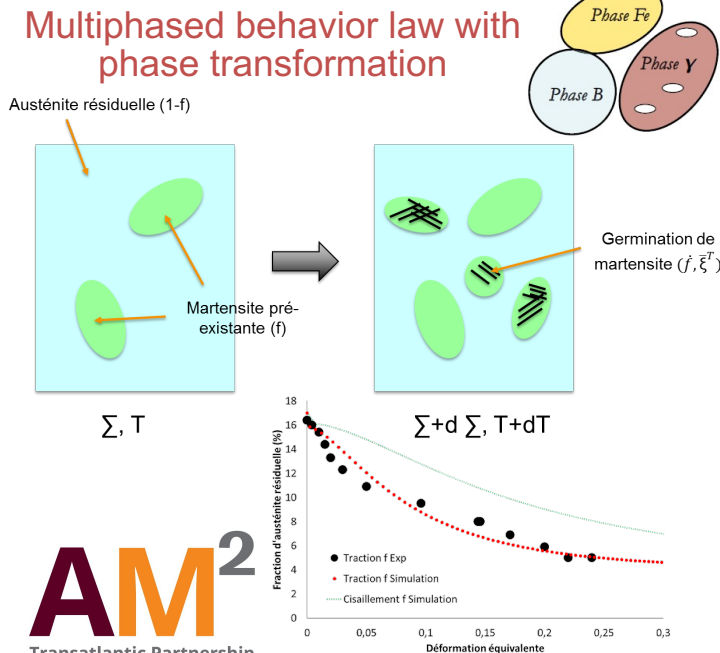 Multiphased behavior law with
phase transformation
Phase Fe
Phase γ
Phase B
Austénite résiduelle (1-f)
Germination de
martensite (ḟ, ξ̄ᵀ)
Martensite pré-
existante (f)
∑, T
∑+d ∑, T+dT
Fraction d'austénite résiduelle (%)
18
16
14
12
10
8
6
4
2
0
Traction f Exp
Traction f Simulation
Cisaillement f Simulation
0
0,05
0,1
0,15
0,2
0,25
0,3
Déformation équivalente
AM2
Transatlantic Partnership